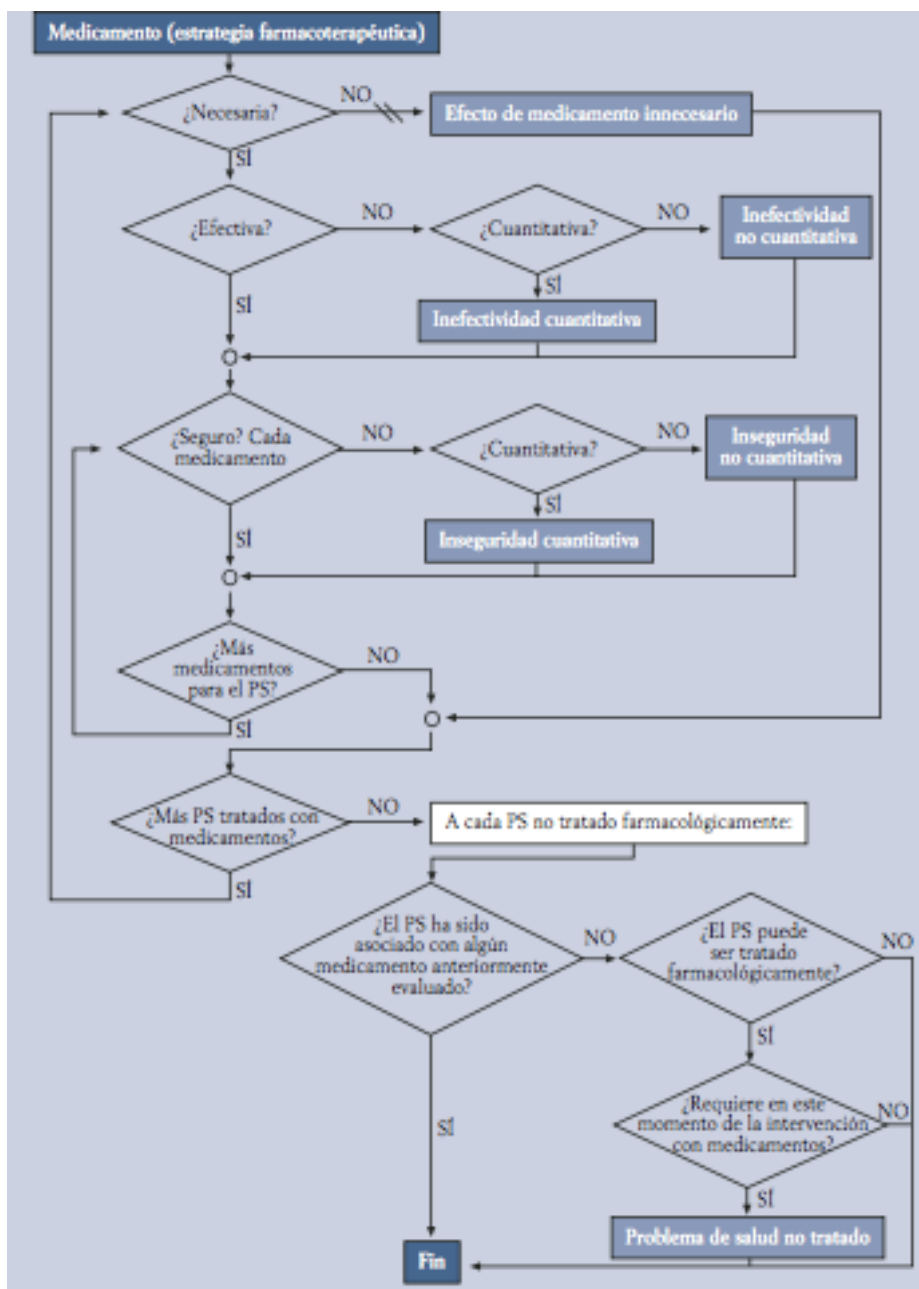 Medicamento (estrategia farmacoterapéutica)
¿Necesaria?
NO
Efecto de medicamento innecesario
SÍ
¿Efectiva?
NO
¿Cuantitativa?
NO
Inefectividad
no cuantitativa
SÍ
SÍ
Inefectividad cuantitativa
O
¿Seguro? Cada
medicamento
NO
¿Cuantitativa?
NO
Inseguridad
no cuantitativa
SÍ
SÍ
Inseguridad cuantitativa
O
¿Más
medicamentos
para el PS?
NO
SÍ
O
¿Más PS tratados con
medicamentos?
NO
A cada PS no tratado farmacológicamente:
SÍ
¿El PS ha sido
asociado con algún
medicamento anteriormente
evaluado?
NO
¿El PS puede
ser tratado
farmacológicamente?
NO
SÍ
¿Requiere en este
momento de la intervención
con medicamentos?
NO
SÍ
SÍ
Problema de salud no tratado
Fin